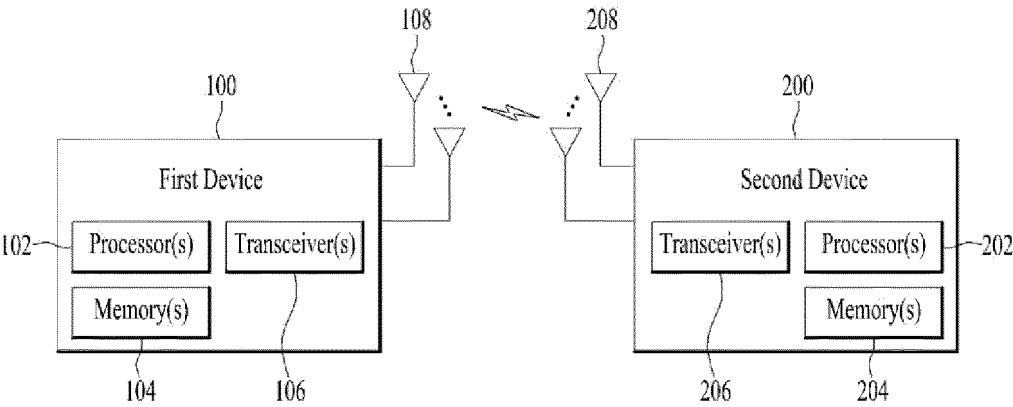 108
208
100
200
First Device
Second Device
102
Processor(s)
Transceiver(s)
Transceiver(s)
Processor(s)
202
Memory(s)
Memory(s)
104
106
206
204